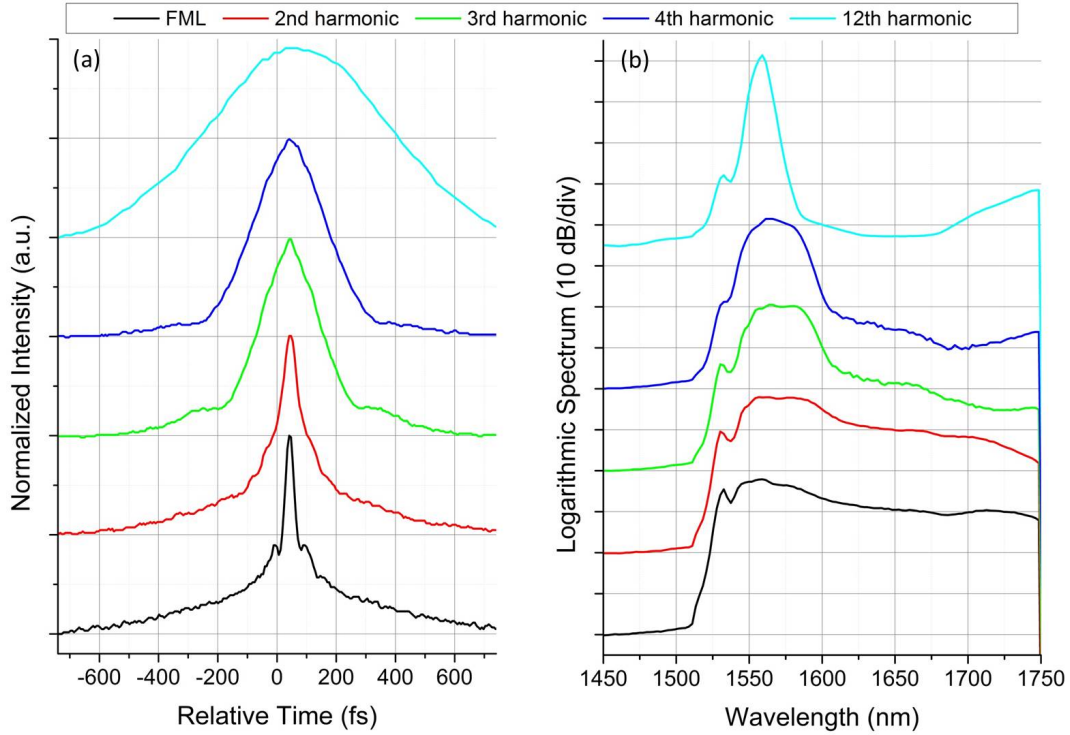 FML 2nd harmonic 3rd harmonic 4th harmonic 12th harmonic
(a)
Normalized Intensity (a.u.)
-600 -400 -200 0 200 400 600
Relative Time (fs)
(b)
Logarithmic Spectrum (10 dB/div)
1450 1500 1550 1600 1650 1700 1750
Wavelength (nm)